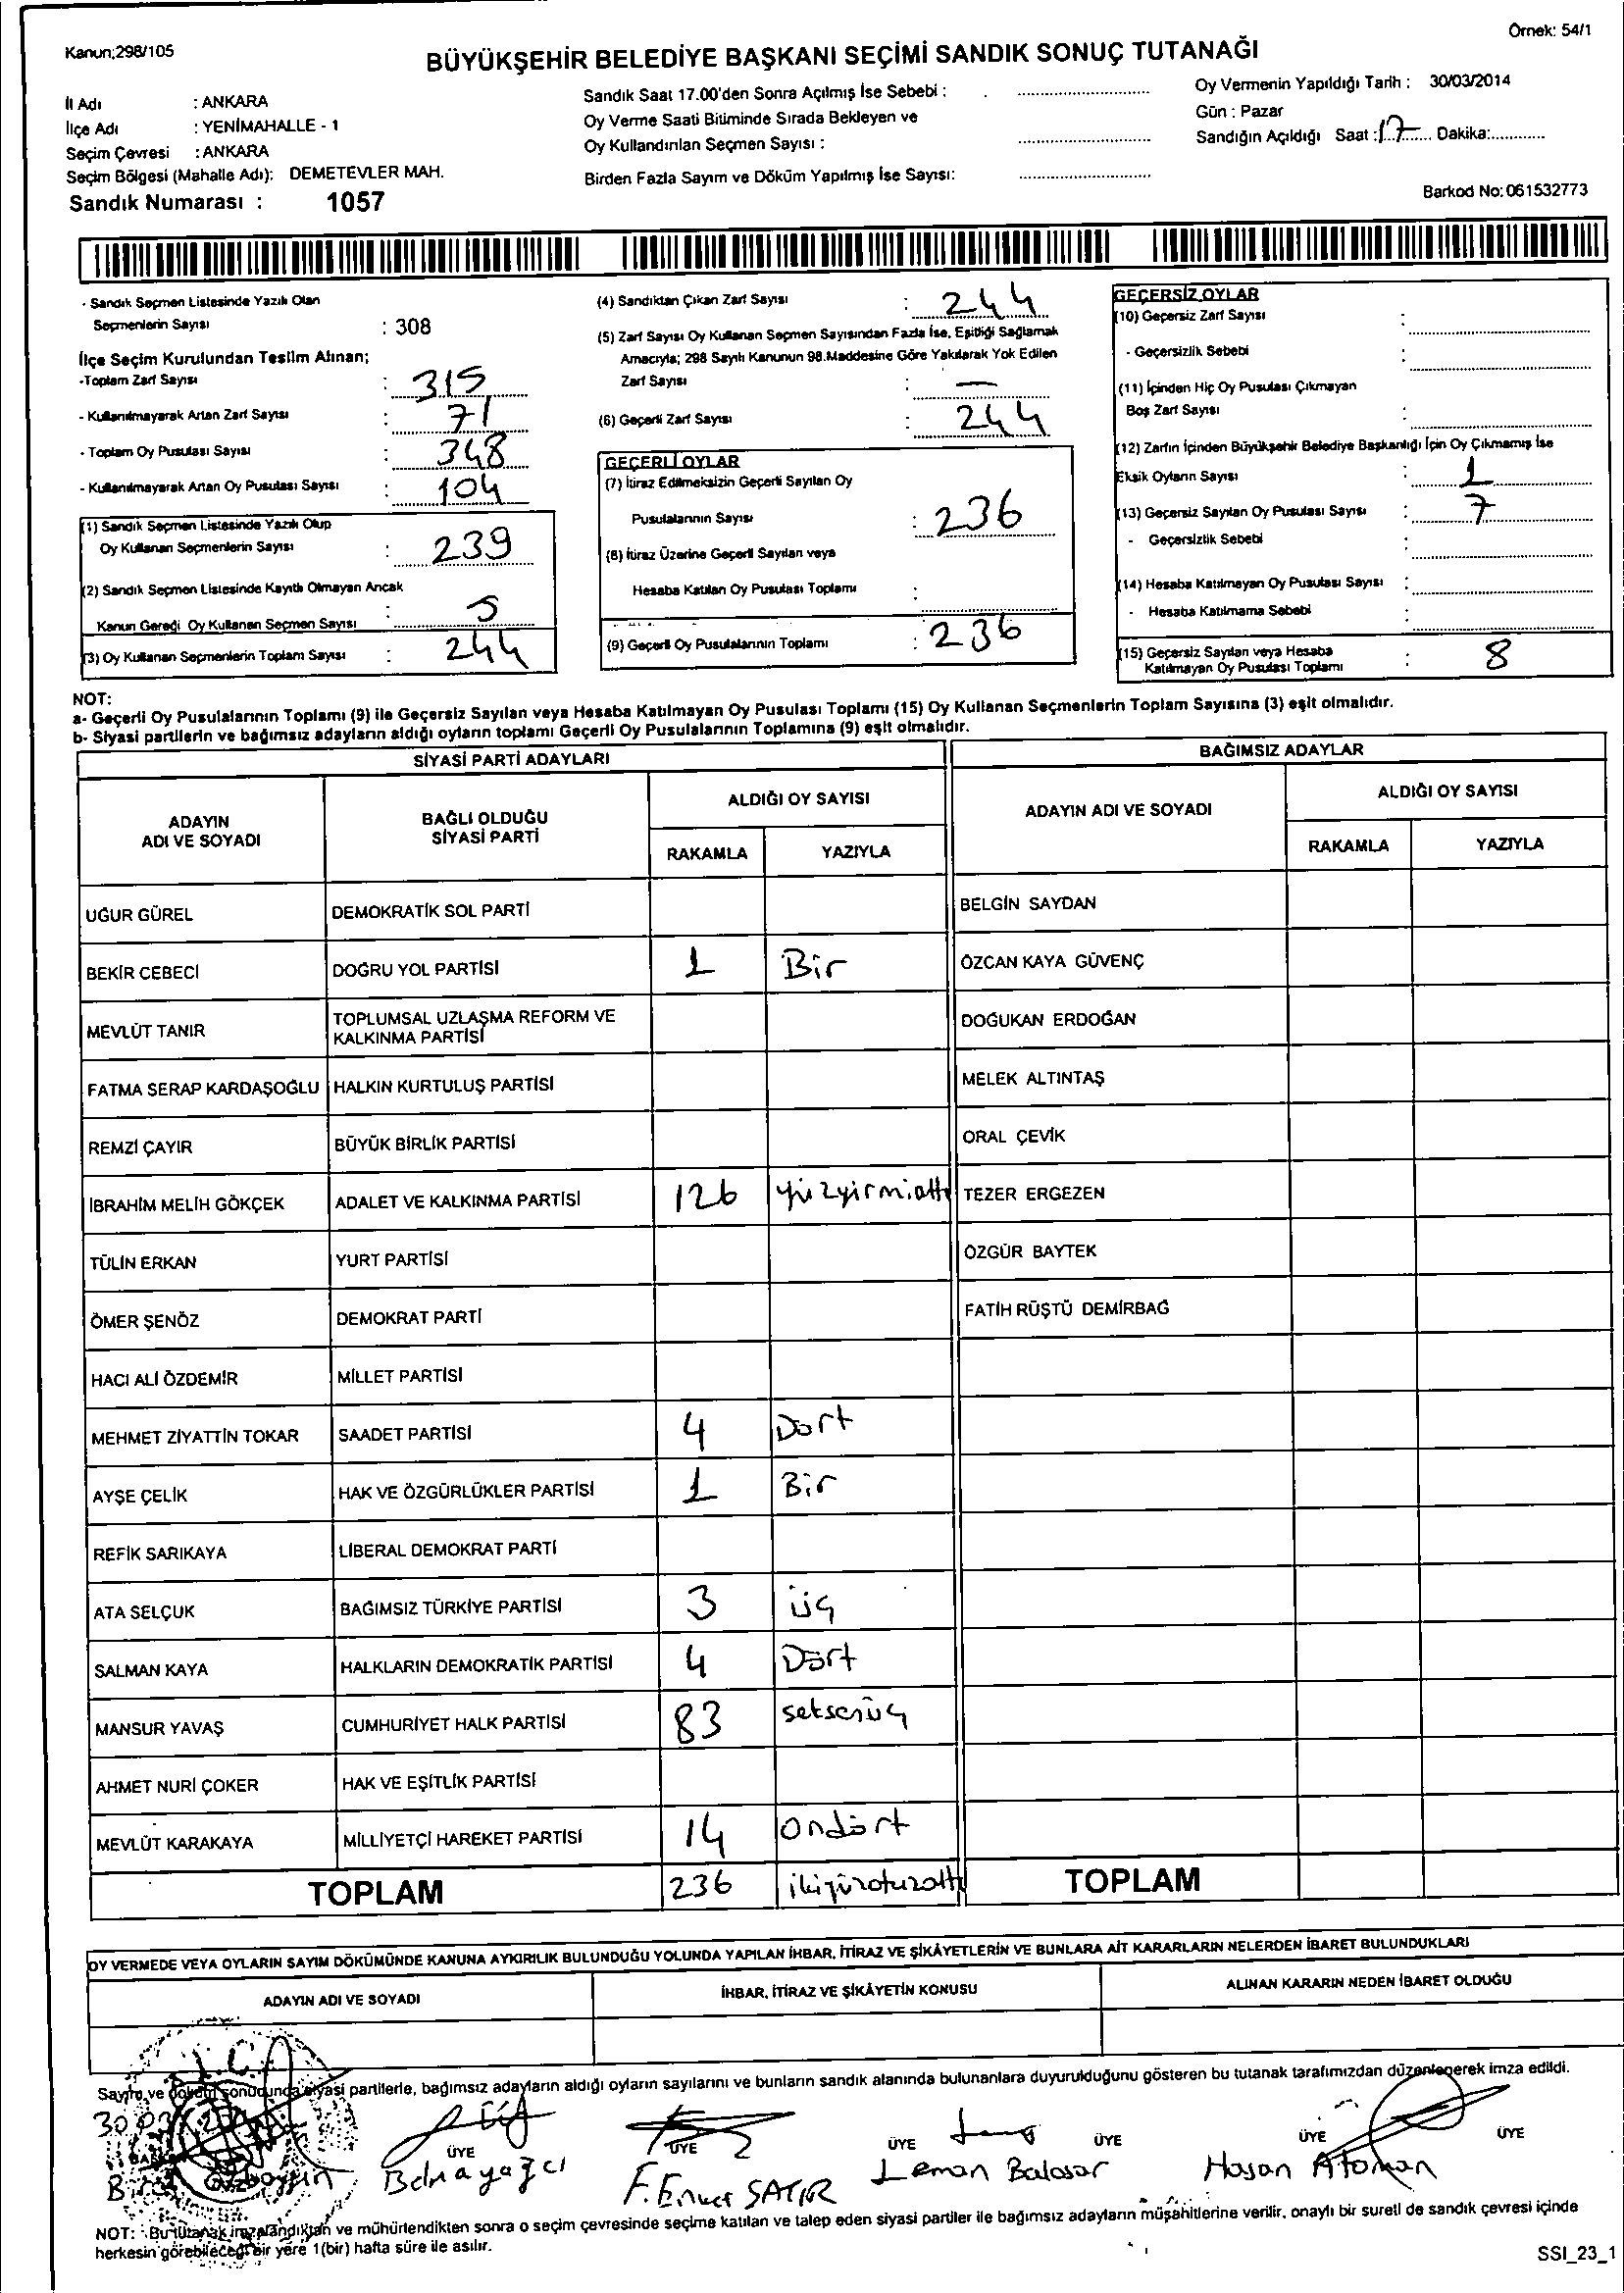 Kanun;298/105
Örnek: 54/1
BÜYÜKŞEHİR BELEDİYE BAŞKANI SEÇİMİ SANDIK SONUÇ TUTANAĞI
İl Adı : ANKARA
İlçe Adı : YENİMAHALLE - 1
Seçim Çevresi : ANKARA
Seçim Bölgesi (Mahalle Adı): DEMETEVLER MAH.
Sandık Numarası : 1057
Sandık Saat 17.00'den Sonra Açılmış İse Sebebi :
Oy Verme Saati Bitiminde Sırada Bekleyen ve
Oy Kullandırılan Seçmen Sayısı :
Birden Fazla Sayım ve Döküm Yapılmış İse Sayısı:
Oy Vermenin Yapıldığı Tarih : 30/03/2014
Gün : Pazar
Sandığın Açıldığı Saat : 17 Dakika:
Barkod No: 061532773
- Sandık Seçmen Listesinde Yazılı Olan
Seçmenlerin Sayısı : 308
İlçe Seçim Kurulundan Teslim Alınan;
-Toplam Zarf Sayısı : 315
- Kullanılmayarak Artan Zarf Sayısı : 71
- Toplam Oy Pusulası Sayısı : 348
- Kullanılmayarak Artan Oy Pusulası Sayısı : 104
(1) Sandık Seçmen Listesinde Yazılı Olup
Oy Kullanan Seçmenlerin Sayısı : 239
(2) Sandık Seçmen Listesinde Kayıtlı Olmayan Ancak
Kanun Gereği Oy Kullanan Seçmen Sayısı : 5
(3) Oy Kullanan Seçmenlerin Toplam Sayısı : 244
(4) Sandıktan Çıkan Zarf Sayısı : 244
(5) Zarf Sayısı Oy Kullanan Seçmen Sayısından Fazla İse, Eşitliği Sağlamak
Amacıyla; 298 Sayılı Kanunun 98.Maddesine Göre Yakılarak Yok Edilen
Zarf Sayısı : —
(6) Geçerli Zarf Sayısı : 244
GEÇERLİ OYLAR
(7) İtiraz Edilmeksizin Geçerli Sayılan Oy
Pusulalarının Sayısı : 236
(8) İtiraz Üzerine Geçerli Sayılan veya
Hesaba Katılan Oy Pusulası Toplamı :
(9) Geçerli Oy Pusulalarının Toplamı : 236
GEÇERSİZ OYLAR
(10) Geçersiz Zarf Sayısı :
- Geçersizlik Sebebi :
(11) İçinden Hiç Oy Pusulası Çıkmayan
Boş Zarf Sayısı :
(12) Zarfın İçinden Büyükşehir Belediye Başkanlığı İçin Oy Çıkmamış İse
Eksik Oyların Sayısı : 1
(13) Geçersiz Sayılan Oy Pusulası Sayısı : 7
- Geçersizlik Sebebi :
(14) Hesaba Katılmayan Oy Pusulası Sayısı :
- Hesaba Katılmama Sebebi :
(15) Geçersiz Sayılan veya Hesaba
Katılmayan Oy Pusulası Toplamı : 8
NOT:
a- Geçerli Oy Pusulalarının Toplamı (9) ile Geçersiz Sayılan veya Hesaba Katılmayan Oy Pusulası Toplamı (15) Oy Kullanan Seçmenlerin Toplam Sayısına (3) eşit olmalıdır.
b- Siyasi partilerin ve bağımsız adayların aldığı oyların toplamı Geçerli Oy Pusulalarının Toplamına (9) eşit olmalıdır.
SİYASİ PARTİ ADAYLARI
BAĞIMSIZ ADAYLAR
ADAYIN ADI VE SOYADI
BAĞLI OLDUĞU SİYASİ PARTİ
ALDIĞI OY SAYISI
RAKAMLA YAZIYLA
ADAYIN ADI VE SOYADI
ALDIĞI OY SAYISI
RAKAMLA YAZIYLA
UĞUR GÜREL DEMOKRATİK SOL PARTİ BELGİN SAYDAN
BEKİR CEBECİ DOĞRU YOL PARTİSİ 1 Bir ÖZCAN KAYA GÜVENÇ
MEVLÜT TANIR TOPLUMSAL UZLAŞMA REFORM VE KALKINMA PARTİSİ DOĞUKAN ERDOĞAN
FATMA SERAP KARDAŞOĞLU HALKIN KURTULUŞ PARTİSİ MELEK ALTINTAŞ
REMZİ ÇAYIR BÜYÜK BİRLİK PARTİSİ ORAL ÇEVİK
İBRAHİM MELİH GÖKÇEK ADALET VE KALKINMA PARTİSİ 126 yüzyirmialtı TEZER ERGEZEN
TÜLİN ERKAN YURT PARTİSİ ÖZGÜR BAYTEK
ÖMER ŞENÖZ DEMOKRAT PARTİ FATİH RÜŞTÜ DEMİRBAĞ
HACI ALİ ÖZDEMİR MİLLET PARTİSİ
MEHMET ZİYATTİN TOKAR SAADET PARTİSİ 4 Dört
AYŞE ÇELİK HAK VE ÖZGÜRLÜKLER PARTİSİ 1 Bir
REFİK SARIKAYA LİBERAL DEMOKRAT PARTİ
ATA SELÇUK BAĞIMSIZ TÜRKİYE PARTİSİ 3 üç
SALMAN KAYA HALKLARIN DEMOKRATİK PARTİSİ 4 Dört
MANSUR YAVAŞ CUMHURİYET HALK PARTİSİ 83 seksenüç
AHMET NURİ ÇOKER HAK VE EŞİTLİK PARTİSİ
MEVLÜT KARAKAYA MİLLİYETÇİ HAREKET PARTİSİ 14 ondört
TOPLAM 236 ikiyüzotuzaltı TOPLAM
OY VERMEDE VEYA OYLARIN SAYIM DÖKÜMÜNDE KANUNA AYKIRILIK BULUNDUĞU YOLUNDA YAPILAN İHBAR, İTİRAZ VE ŞİKÂYETLERİN VE BUNLARA AİT KARARLARIN NELERDEN İBARET BULUNDUKLARI
ADAYIN ADI VE SOYADI
İHBAR, İTİRAZ VE ŞİKÂYETİN KONUSU
ALINAN KARARIN NEDEN İBARET OLDUĞU
Sayım ve döküm sonucunda siyasi partilerle, bağımsız adayların aldığı oyların sayılarını ve bunların sandık alanında bulunanlara duyurulduğunu gösteren bu tutanak tarafımızdan düzenlenerek imza edildi.
ÜYE ÜYE ÜYE ÜYE ÜYE ÜYE
F. Enver SATIR Leman Balasar Hasan Ataman
NOT: Bu tutanak imzalandıktan ve mühürlendikten sonra o seçim çevresinde seçime katılan ve talep eden siyasi partiler ile bağımsız adayların müşahitlerine verilir, onaylı bir sureti de sandık çevresi içinde
herkesin görebileceği bir yere 1(bir) hafta süre ile asılır.
SSI_23_1